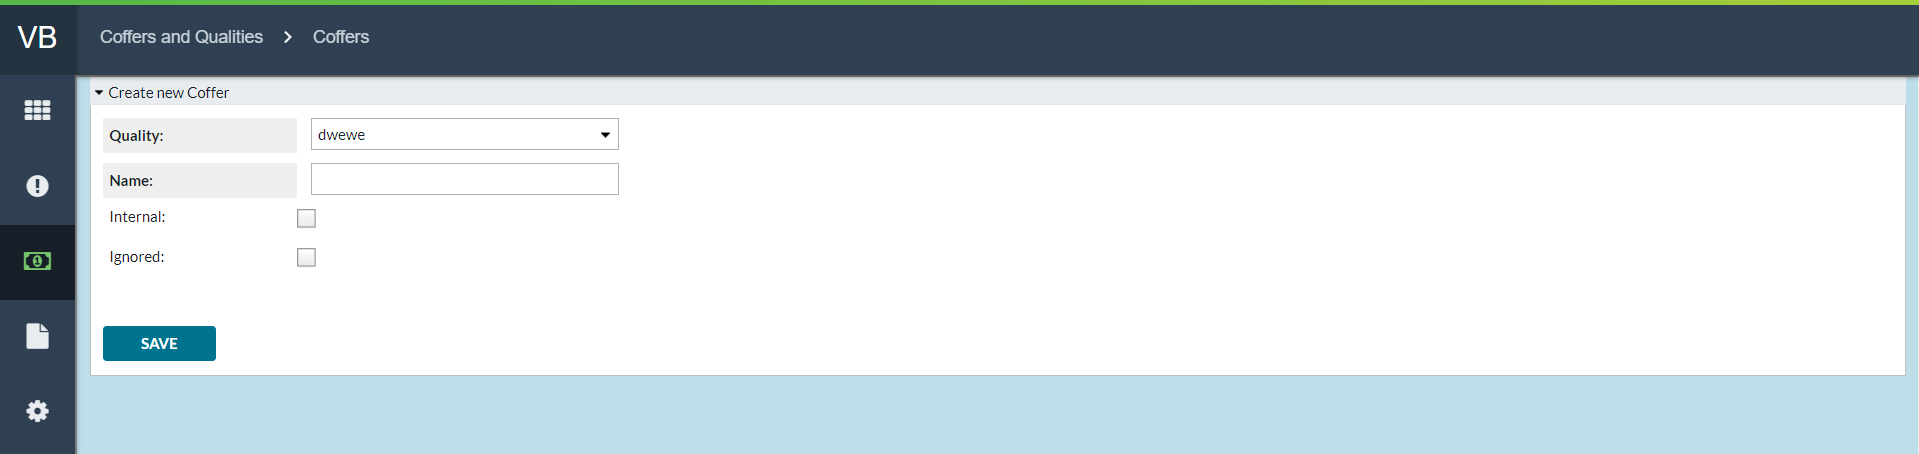 VB
Coffers and Qualities > Coffers
Create new Coffer
Quality: dwewe
Name:
Internal:
Ignored:
SAVE